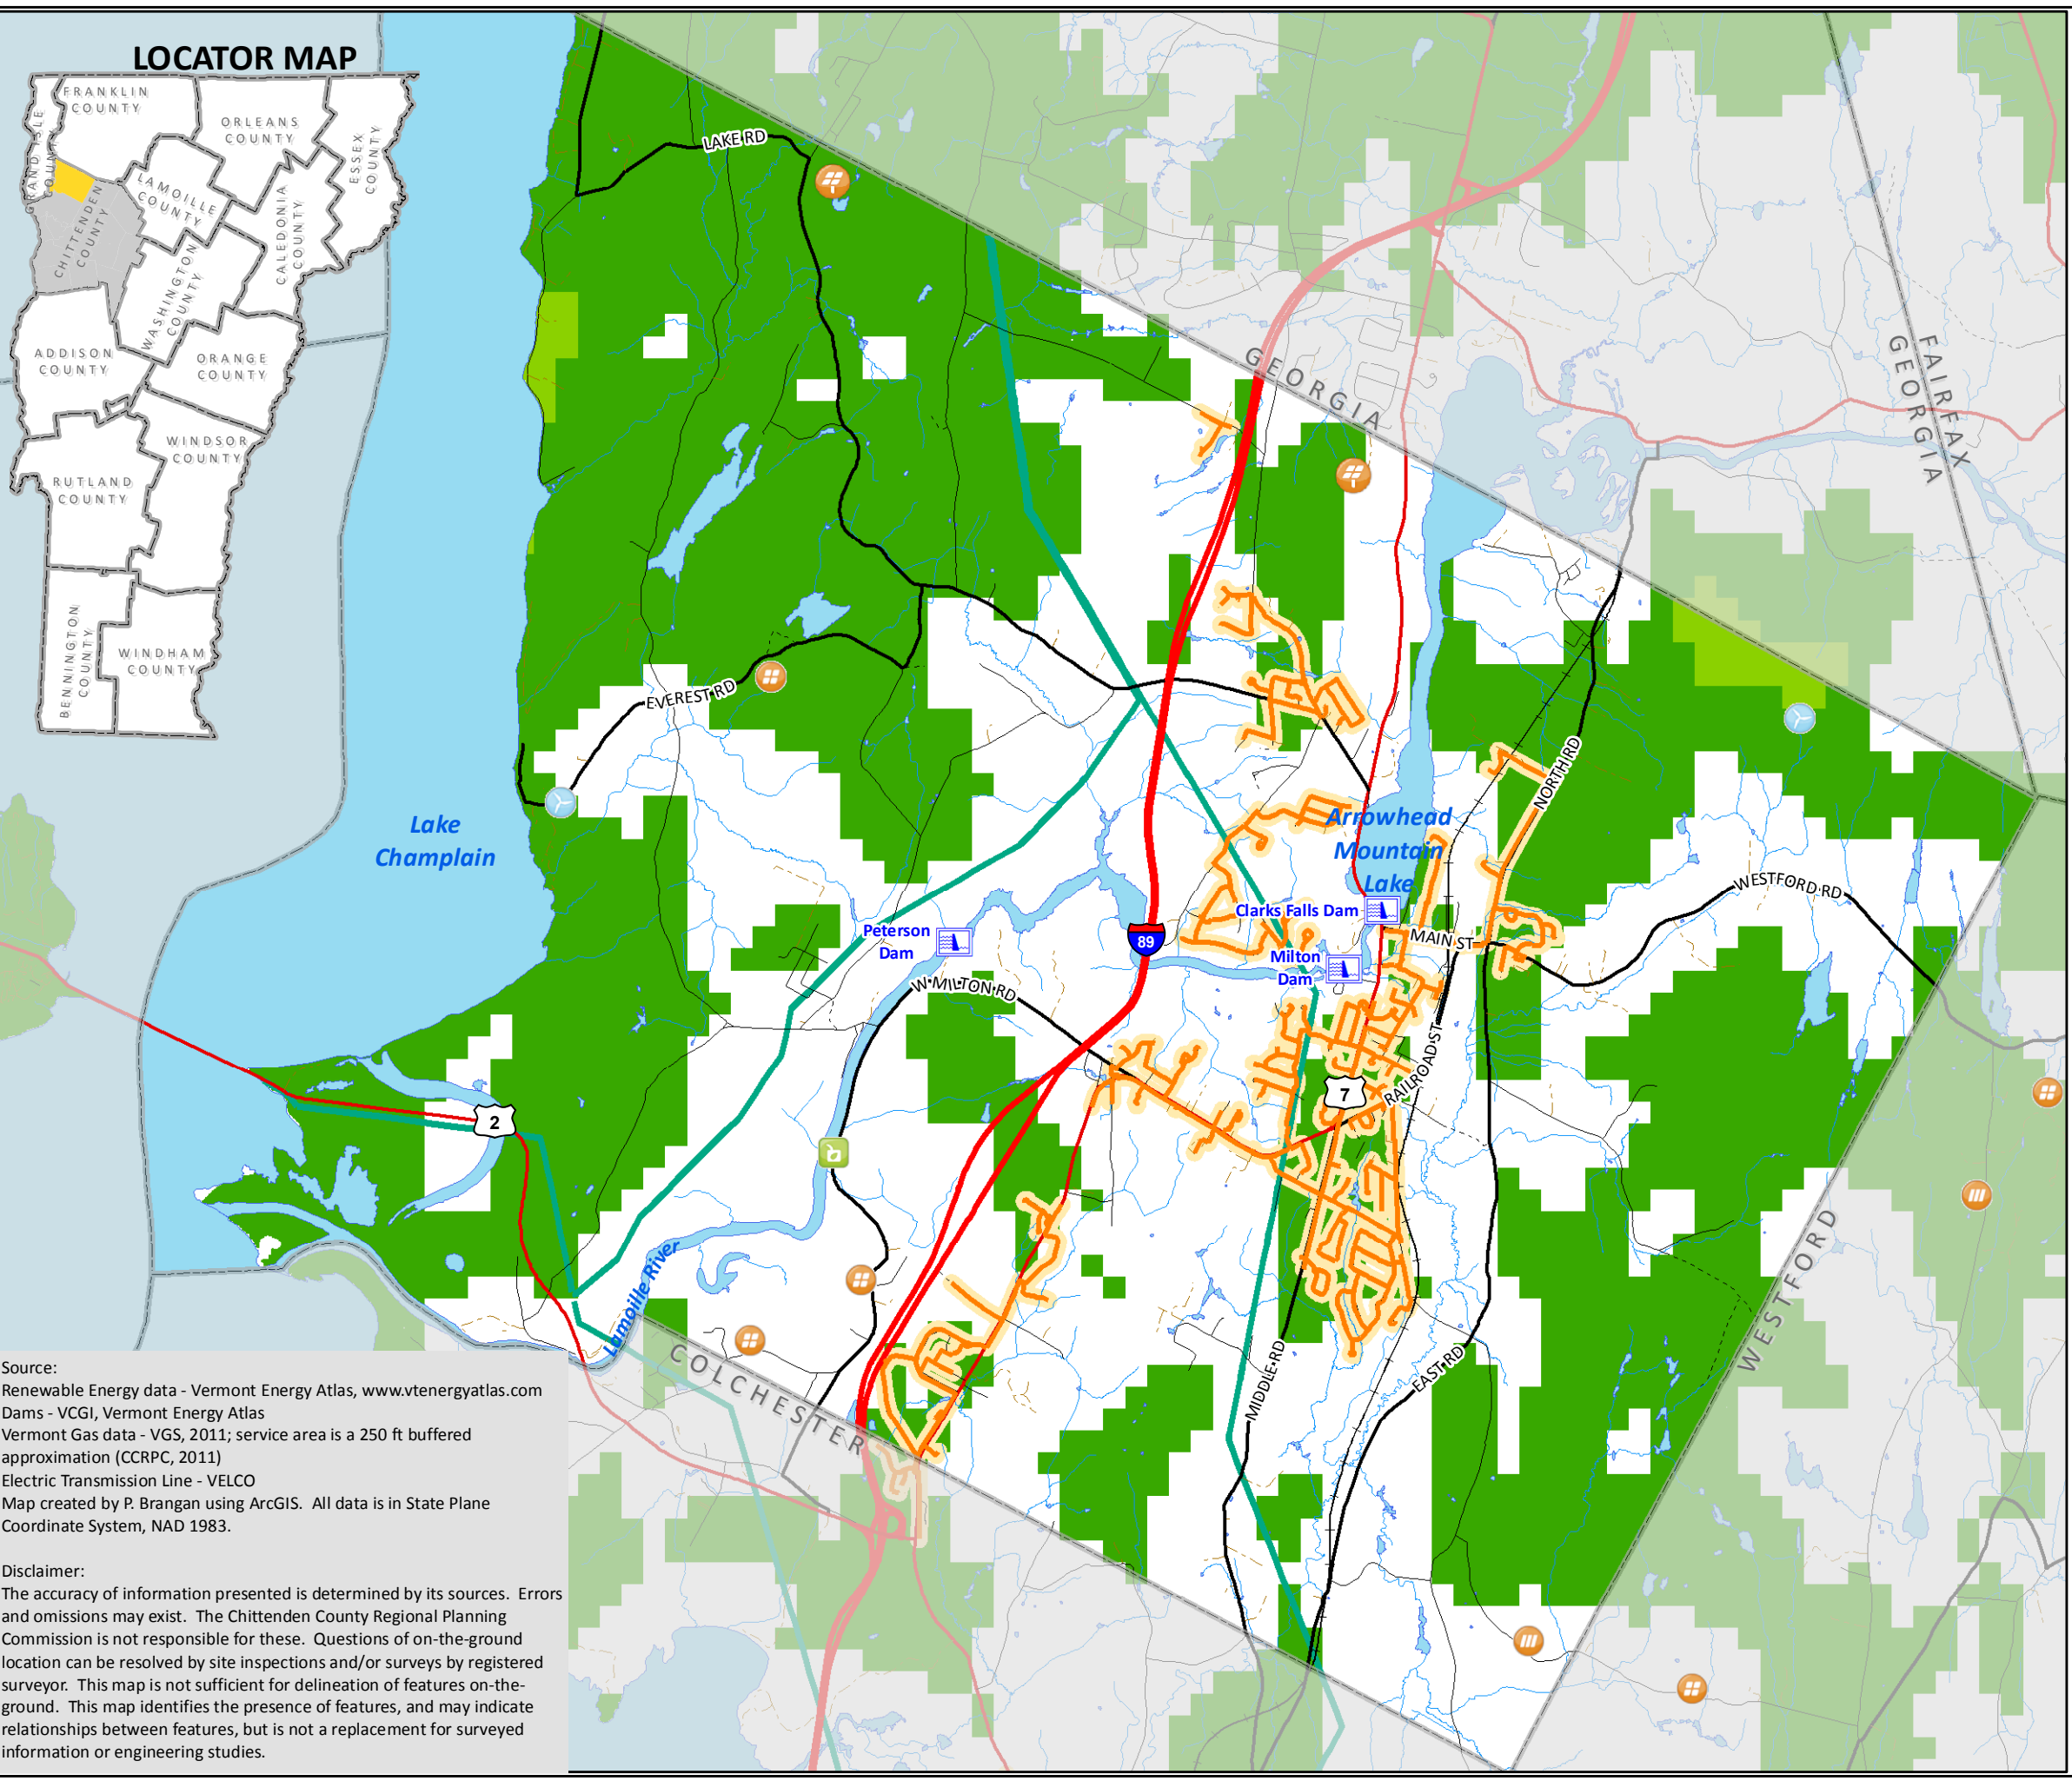 LOCATOR MAP
FRANKLIN
COUNTY
GRAND ISLE
COUNTY
ORLEANS
COUNTY
ESSEX
COUNTY
LAMOILLE
COUNTY
CHITTENDEN
COUNTY
CALEDONIA
COUNTY
WASHINGTON
COUNTY
ADDISON
COUNTY
ORANGE
COUNTY
WINDSOR
COUNTY
RUTLAND
COUNTY
BENNINGTON
COUNTY
WINDHAM
COUNTY
LAKE RD
GEORGIA
FAIRFAX
GEORGIA
EVEREST RD
NORTH RD
Lake
Champlain
Arrowhead
Mountain
Lake
WESTFORD RD
Clarks Falls Dam
Peterson
Dam
89
MAIN ST
Milton
Dam
W MILTON RD
RAILROAD ST
7
2
WESTFORD
Lamoille River
COLCHESTER
MIDDLE RD
EAST RD
Source:
Renewable Energy data - Vermont Energy Atlas, www.vtenergyatlas.com
Dams - VCGI, Vermont Energy Atlas
Vermont Gas data - VGS, 2011; service area is a 250 ft buffered
approximation (CCRPC, 2011)
Electric Transmission Line - VELCO
Map created by P. Brangan using ArcGIS.  All data is in State Plane
Coordinate System, NAD 1983.
Disclaimer:
The accuracy of information presented is determined by its sources.  Errors
and omissions may exist.  The Chittenden County Regional Planning
Commission is not responsible for these.  Questions of on-the-ground
location can be resolved by site inspections and/or surveys by registered
surveyor.  This map is not sufficient for delineation of features on-the-
ground.  This map identifies the presence of features, and may indicate
relationships between features, but is not a replacement for surveyed
information or engineering studies.